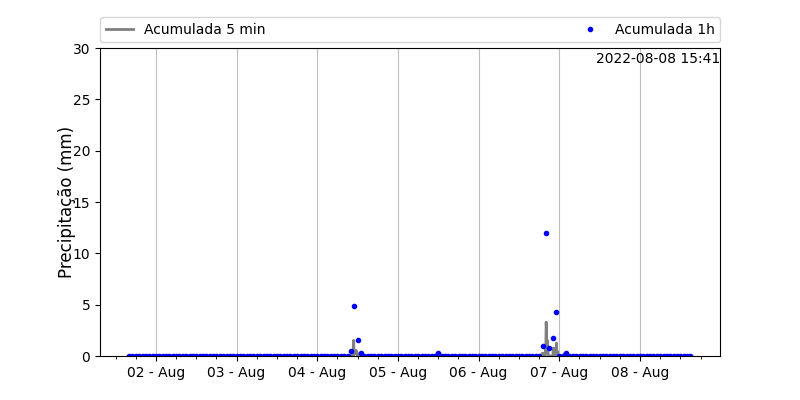 Acumulada 5 min
Acumulada 1h
2022-08-08 15:41
Precipitação (mm)
30
25
20
15
10
5
0
02 - Aug
03 - Aug
04 - Aug
05 - Aug
06 - Aug
07 - Aug
08 - Aug